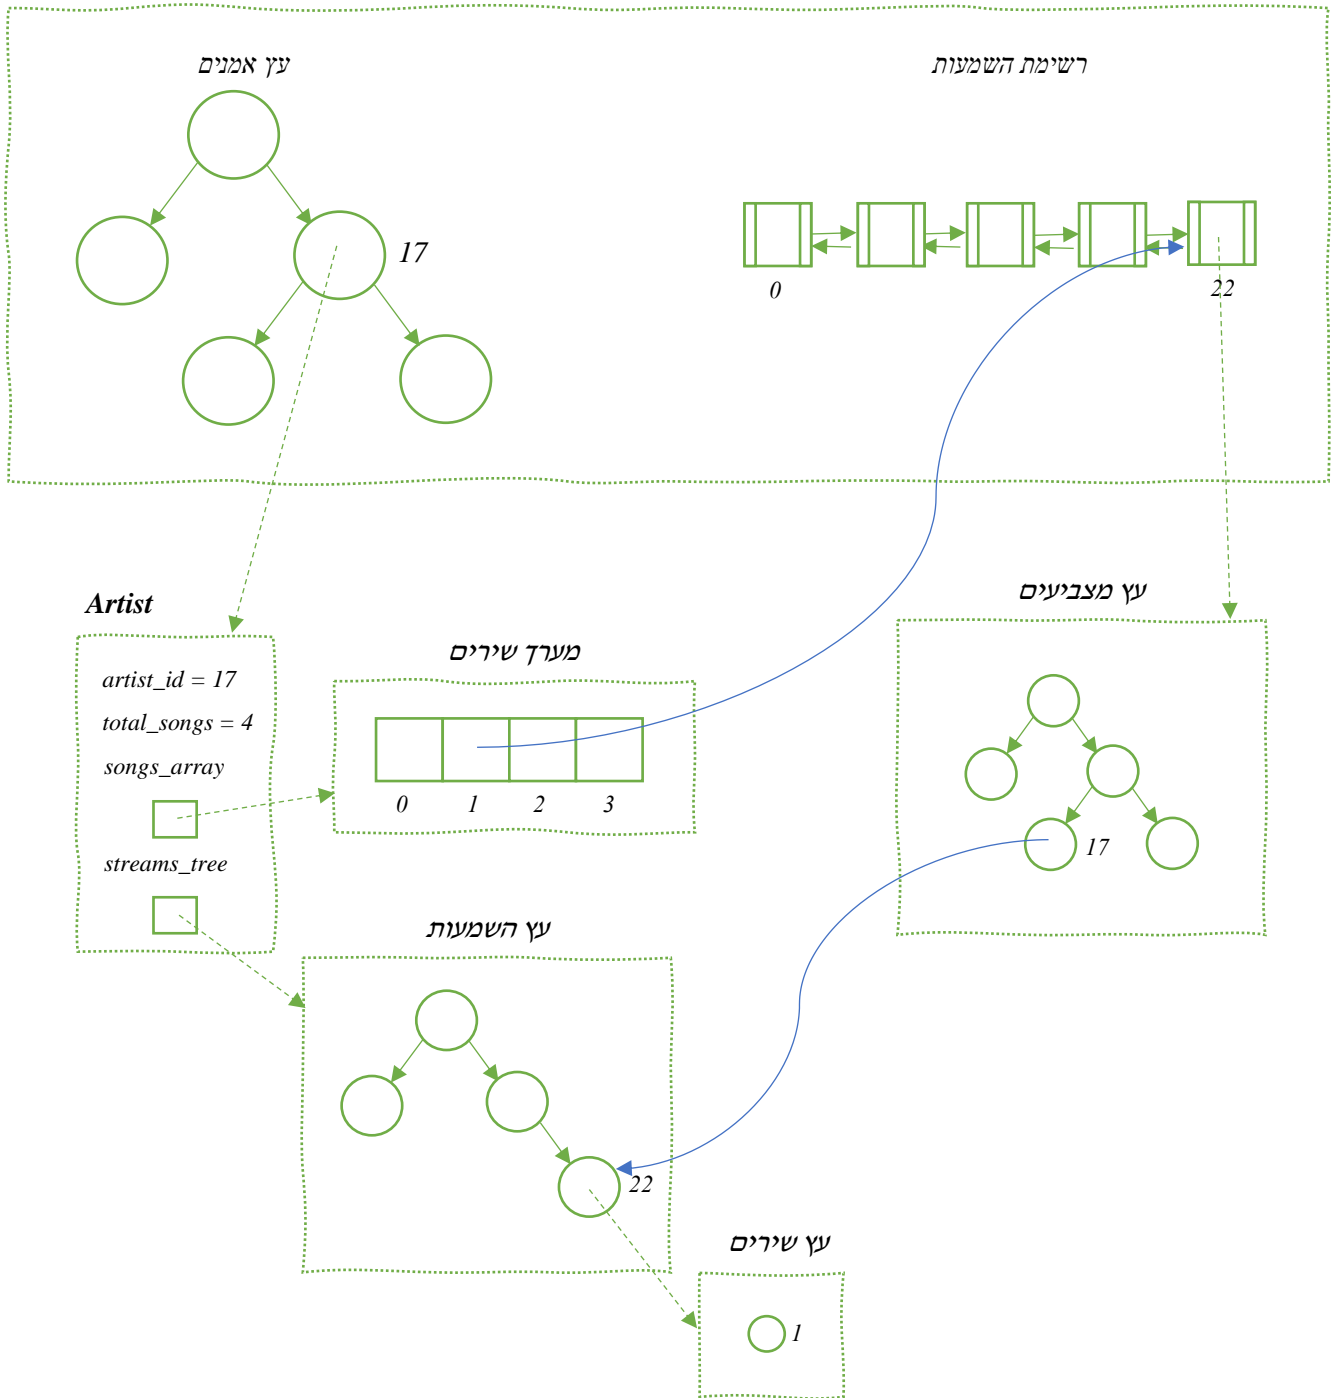 עץ אמנים
רשימת השמעות
17
0
22
Artist
artist_id = 17
total_songs = 4
songs_array
streams_tree
מערך שירים
0 1 2 3
עץ מצביעים
17
עץ השמעות
22
עץ שירים
1